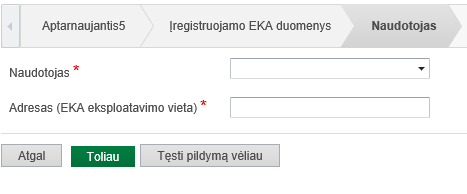 Aptarnaujantis5 Įregistruojamo EKA duomenys Naudotojas
Naudotojas *
Adresas (EKA eksploatavimo vieta) *
Atgal Toliau Tęsti pildymą vėliau